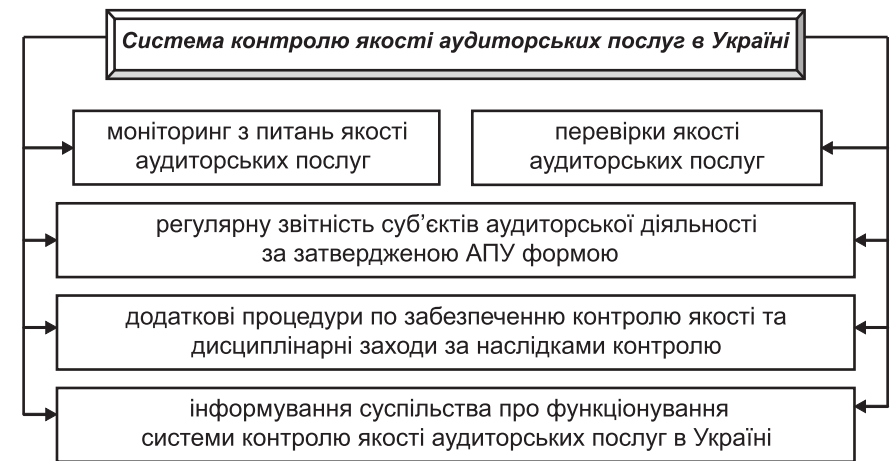 Система контролю якості аудиторських послуг в Україні
моніторинг з питань якості
аудиторських послуг
перевірки якості
аудиторських послуг
регулярну звітність суб’єктів аудиторської діяльності
за затвердженою АПУ формою
додаткові процедури по забезпеченню контролю якості та
дисциплінарні заходи за наслідками контролю
інформування суспільства про функціонування
системи контролю якості аудиторських послуг в Україні